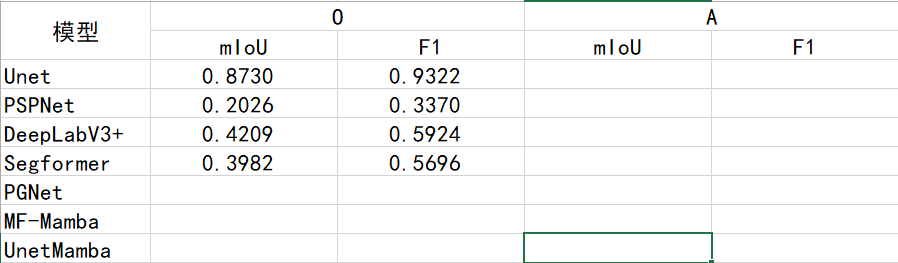 模型 O A
mIoU F1 mIoU F1
Unet 0.8730 0.9322
PSPNet 0.2026 0.3370
DeepLabV3+ 0.4209 0.5924
Segformer 0.3982 0.5696
PGNet
MF-Mamba
UnetMamba